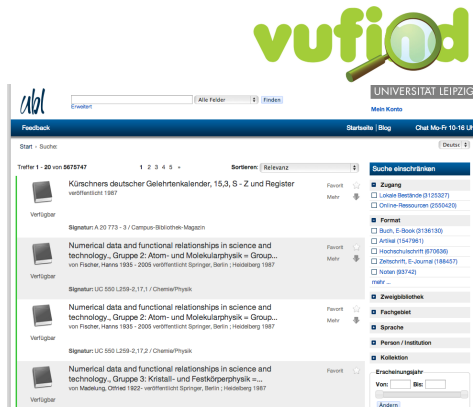 vufind
ubl
Alle Felder
Finden
Erweitert
UNIVERSITÄT LEIPZIG
Mein Konto
Feedback
Startseite | Blog
Chat Mo-Fr 10-16 Uh
Start - Suche:
Deutsc
Treffer 1 - 20 von 5675747
1 2 3 4 5 »
Sortieren: Relevanz
Kürschners deutscher Gelehrtenkalender, 15,3, S - Z und Register
veröffentlicht 1987
Favorit
Mehr
Verfügbar
Signatur: A 20 773 - 3 / Campus-Bibliothek-Magazin
Numerical data and functional relationships in science and
technology., Gruppe 2: Atom- und Molekularphysik = Group...
von Fischer, Hanns 1935 - 2005 veröffentlicht Springer, Berlin ; Heidelberg 1987
Favorit
Mehr
Verfügbar
Signatur: UC 550 L259-2,17,1 / Chemie/Physik
Numerical data and functional relationships in science and
technology., Gruppe 2: Atom- und Molekularphysik = Group...
von Fischer, Hanns 1935 - 2005 veröffentlicht Springer, Berlin ; Heidelberg 1987
Favorit
Mehr
Verfügbar
Signatur: UC 550 L259-2,17,2 / Chemie/Physik
Numerical data and functional relationships in science and
technology., Gruppe 3: Kristall- und Festkörperphysik =...
von Madelung, Otfried 1922- veröffentlicht Springer, Berlin ; Heidelberg 1987
Favorit
Verfügbar
Suche einschränken
Zugang
Lokale Bestände (3125327)
Online-Ressourcen (2550420)
Format
Buch, E-Book (3136130)
Artikel (1547961)
Hochschulschrift (670836)
Zeitschrift, E-Journal (188457)
Noten (93742)
mehr ...
Zweigbibliothek
Fachgebiet
Sprache
Person / Institution
Kollektion
Erscheinungsjahr
Von:
Bis:
Ändern